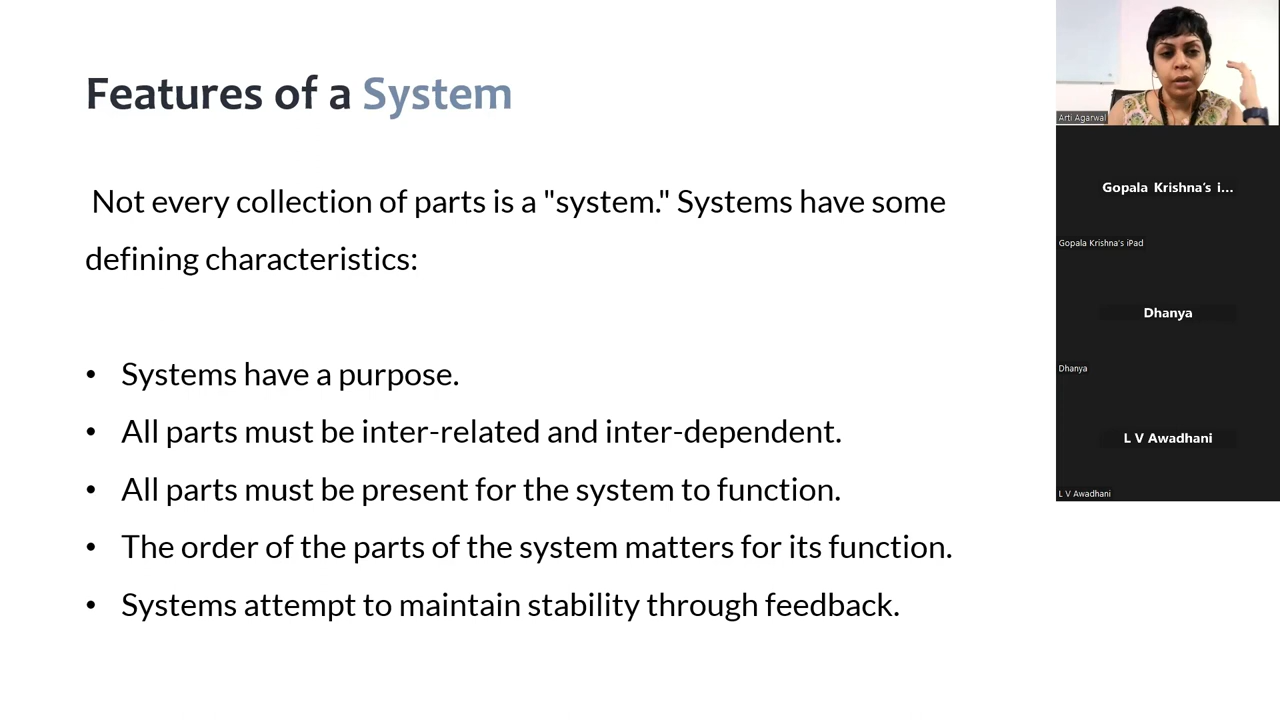 Features of a System
Not every collection of parts is a "system." Systems have some
defining characteristics:
• Systems have a purpose.
• All parts must be inter-related and inter-dependent.
• All parts must be present for the system to function.
• The order of the parts of the system matters for its function.
• Systems attempt to maintain stability through feedback.
Arti Agarwal
Gopala Krishna's i...
Gopala Krishna's iPad
Dhanya
Dhanya
L V Awadhani
L V Awadhani